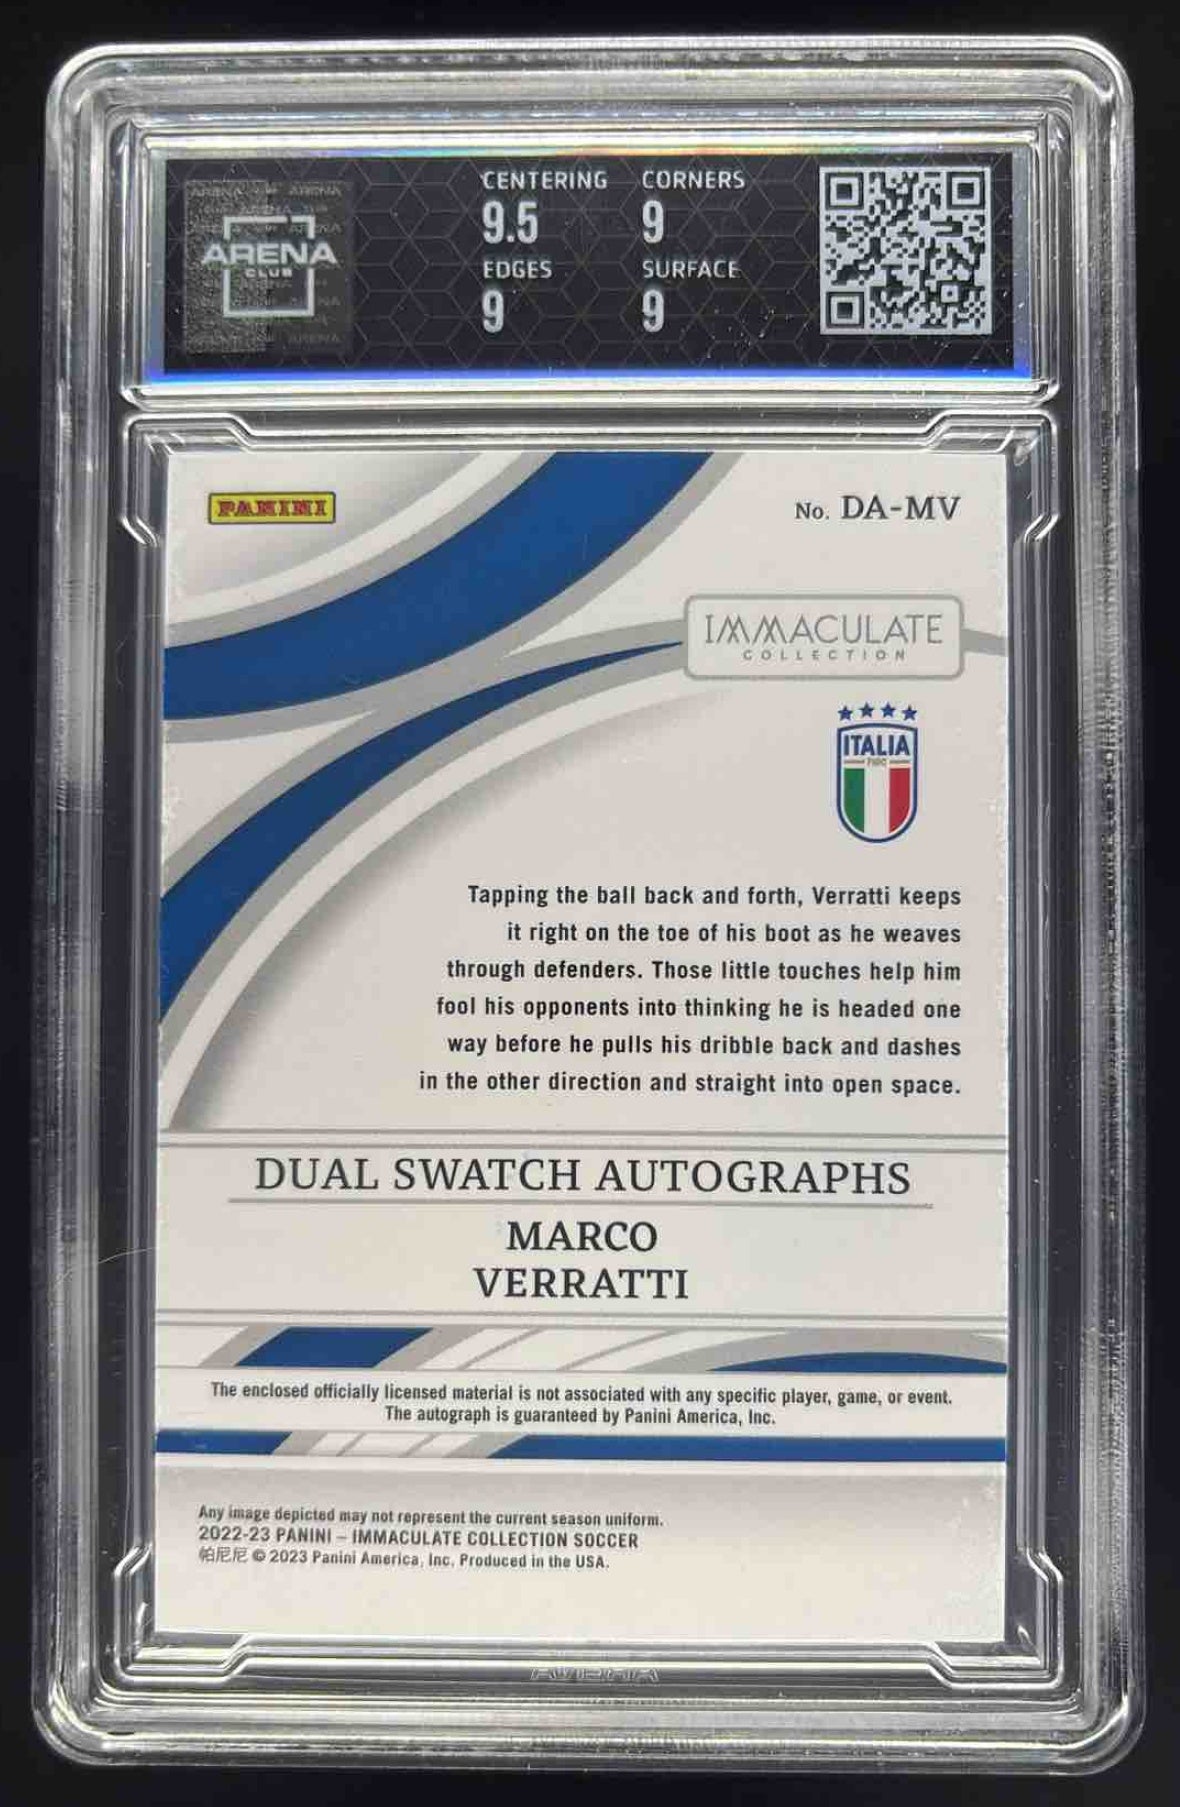 ARENA
CLUB
CENTERING
9.5
CORNERS
9
EDGES
9
SURFACE
9
PANINI
No. DA-MV
IMMACULATE
COLLECTION
ITALIA
FIGC
Tapping the ball back and forth, Verratti keeps
it right on the toe of his boot as he weaves
through defenders. Those little touches help him
fool his opponents into thinking he is headed one
way before he pulls his dribble back and dashes
in the other direction and straight into open space.
DUAL SWATCH AUTOGRAPHS
MARCO
VERRATTI
The enclosed officially licensed material is not associated with any specific player, game, or event.
The autograph is guaranteed by Panini America, Inc.
Any image depicted may not represent the current season uniform.
2022-23 PANINI – IMMACULATE COLLECTION SOCCER
帕尼尼 © 2023 Panini America, Inc. Produced in the USA.
ARENA